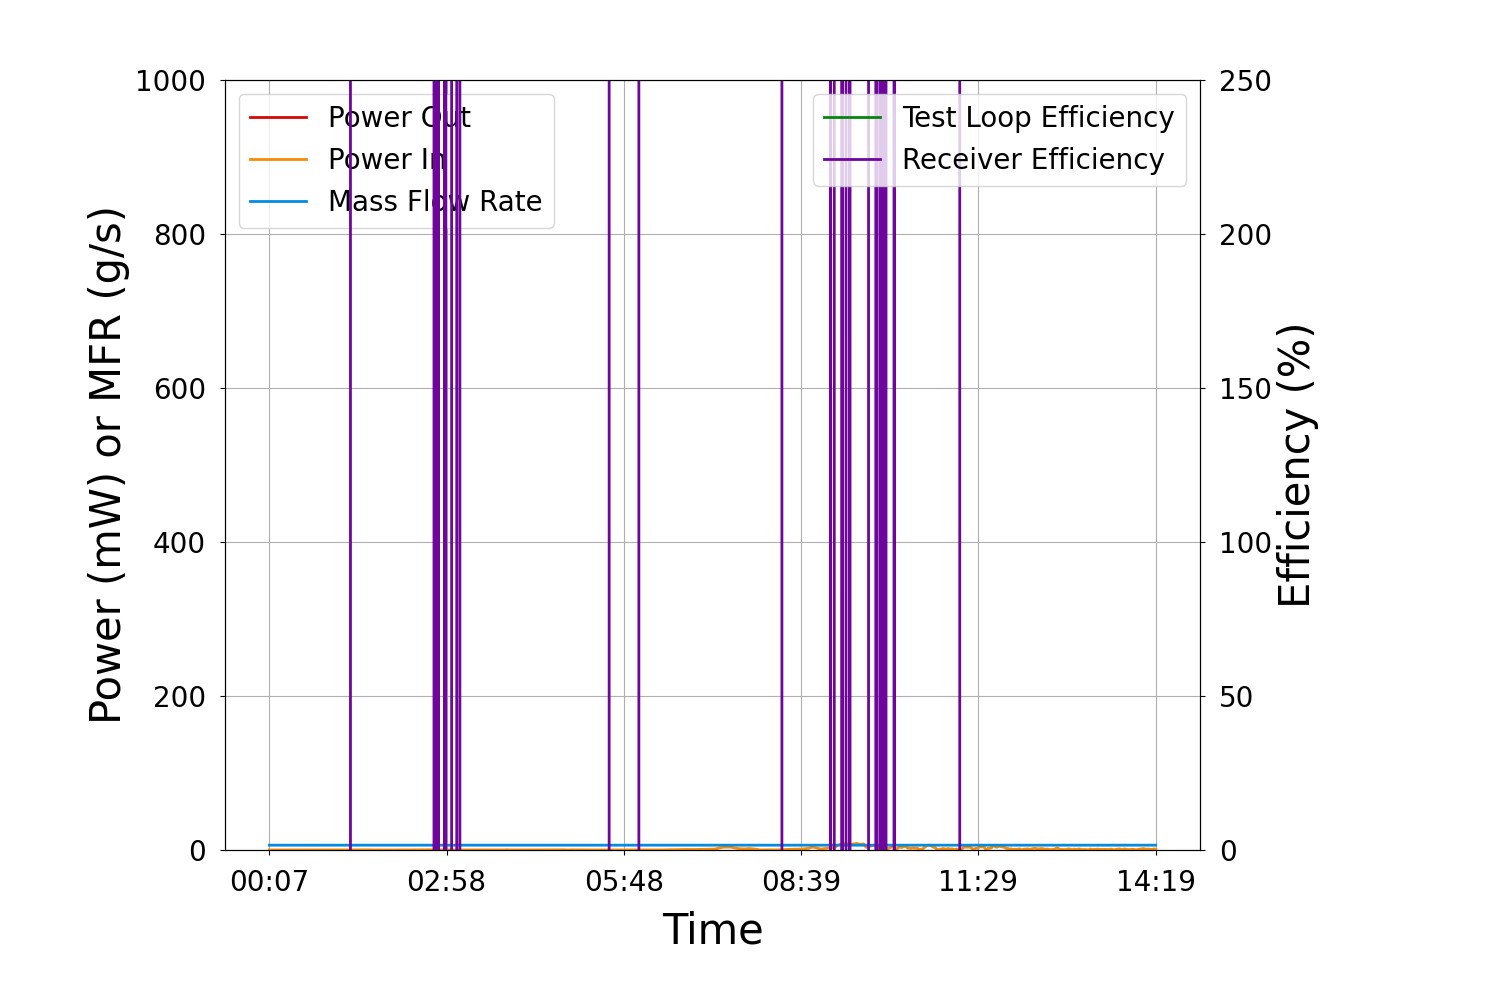 1000
800
600
400
200
0
Power (mW) or MFR (g/s)
Power Out
Power In
Mass Flow Rate
Test Loop Efficiency
Receiver Efficiency
250
200
150
100
50
0
Efficiency (%)
00:07 02:58 05:48 08:39 11:29 14:19
Time